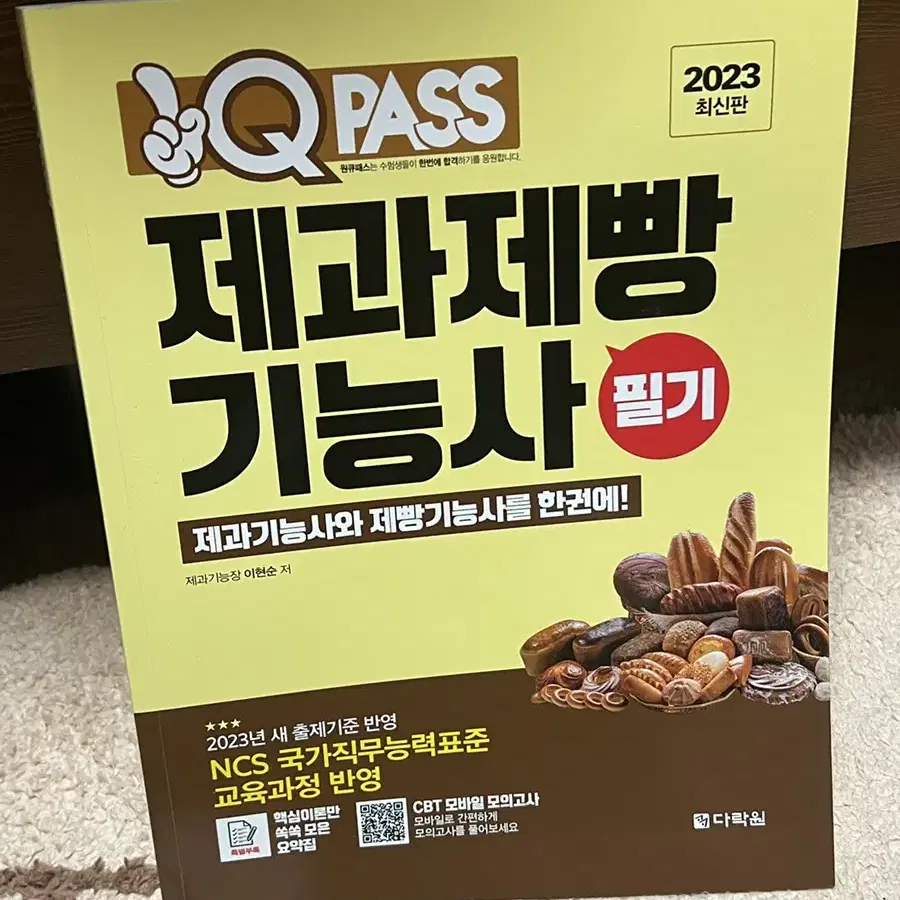 Q PASS
원큐패스는 수험생들이 한번에 합격하기를 응원합니다.
2023
최신판
제과제빵
기능사
필기
제과기능사와 제빵기능사를 한권에!
제과기능장 이현순 저
★★★
2023년 새 출제기준 반영
NCS 국가직무능력표준
교육과정 반영
특별부록
핵심이론만
쏙쏙 모은
요약집
CBT 모바일 모의고사
모바일로 간편하게
모의고사를 풀어보세요
다락원